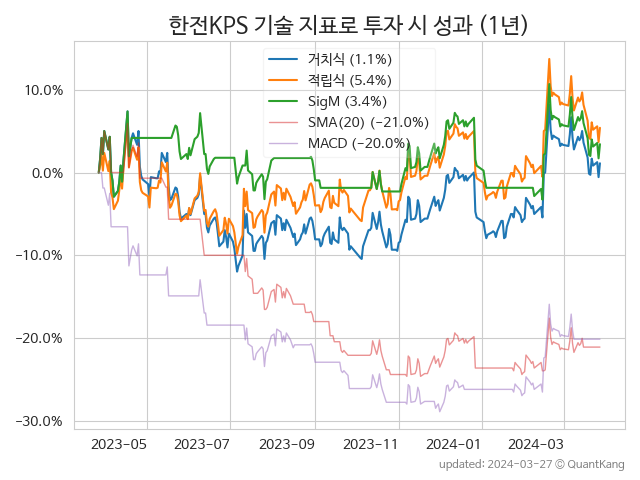 한전KPS 기술 지표로 투자 시 성과 (1년)
거치식 (1.1%)
적립식 (5.4%)
SigM (3.4%)
SMA(20) (−21.0%)
MACD (−20.0%)
10.0%
0.0%
−10.0%
−20.0%
−30.0%
2023-05 2023-07 2023-09 2023-11 2024-01 2024-03
updated: 2024-03-27 © QuantKang